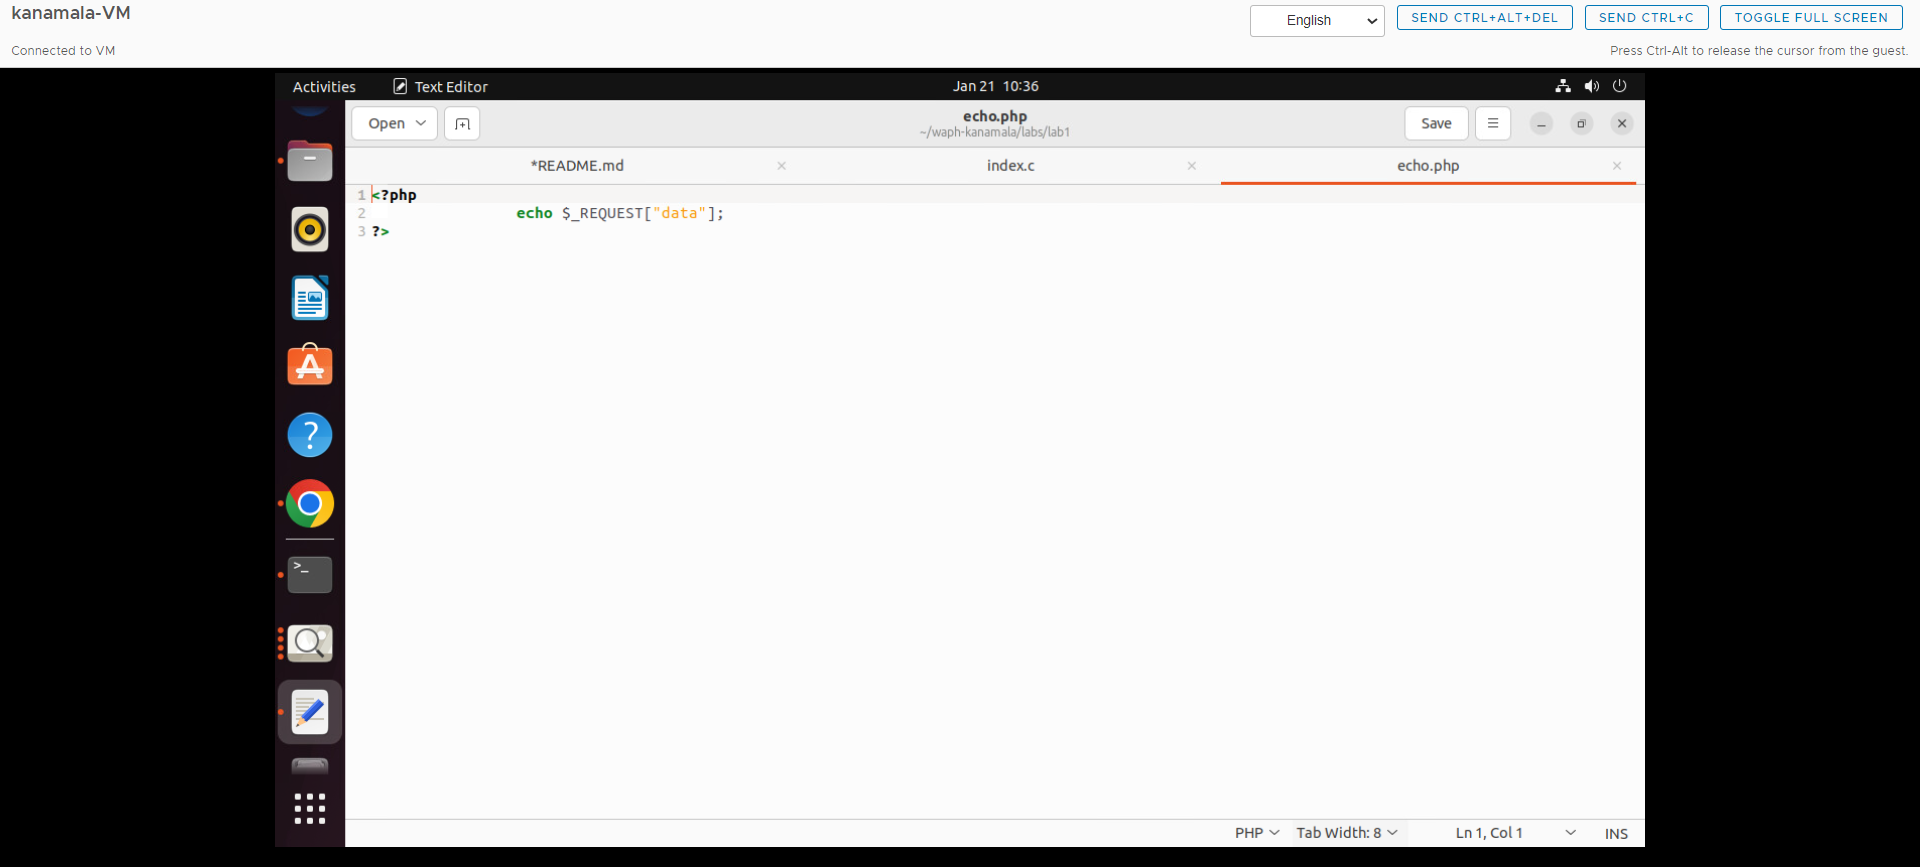 kanamala-VM
English
SEND CTRL+ALT+DEL
SEND CTRL+C
TOGGLE FULL SCREEN
Connected to VM
Press Ctrl-Alt to release the cursor from the guest.
Activities
Text Editor
Jan 21 10:36
Open
echo.php
~/waph-kanamala/labs/lab1
Save
*README.md
index.c
echo.php
1 <?php
2 echo $_REQUEST["data"];
3 ?>
PHP
Tab Width: 8
Ln 1, Col 1
INS